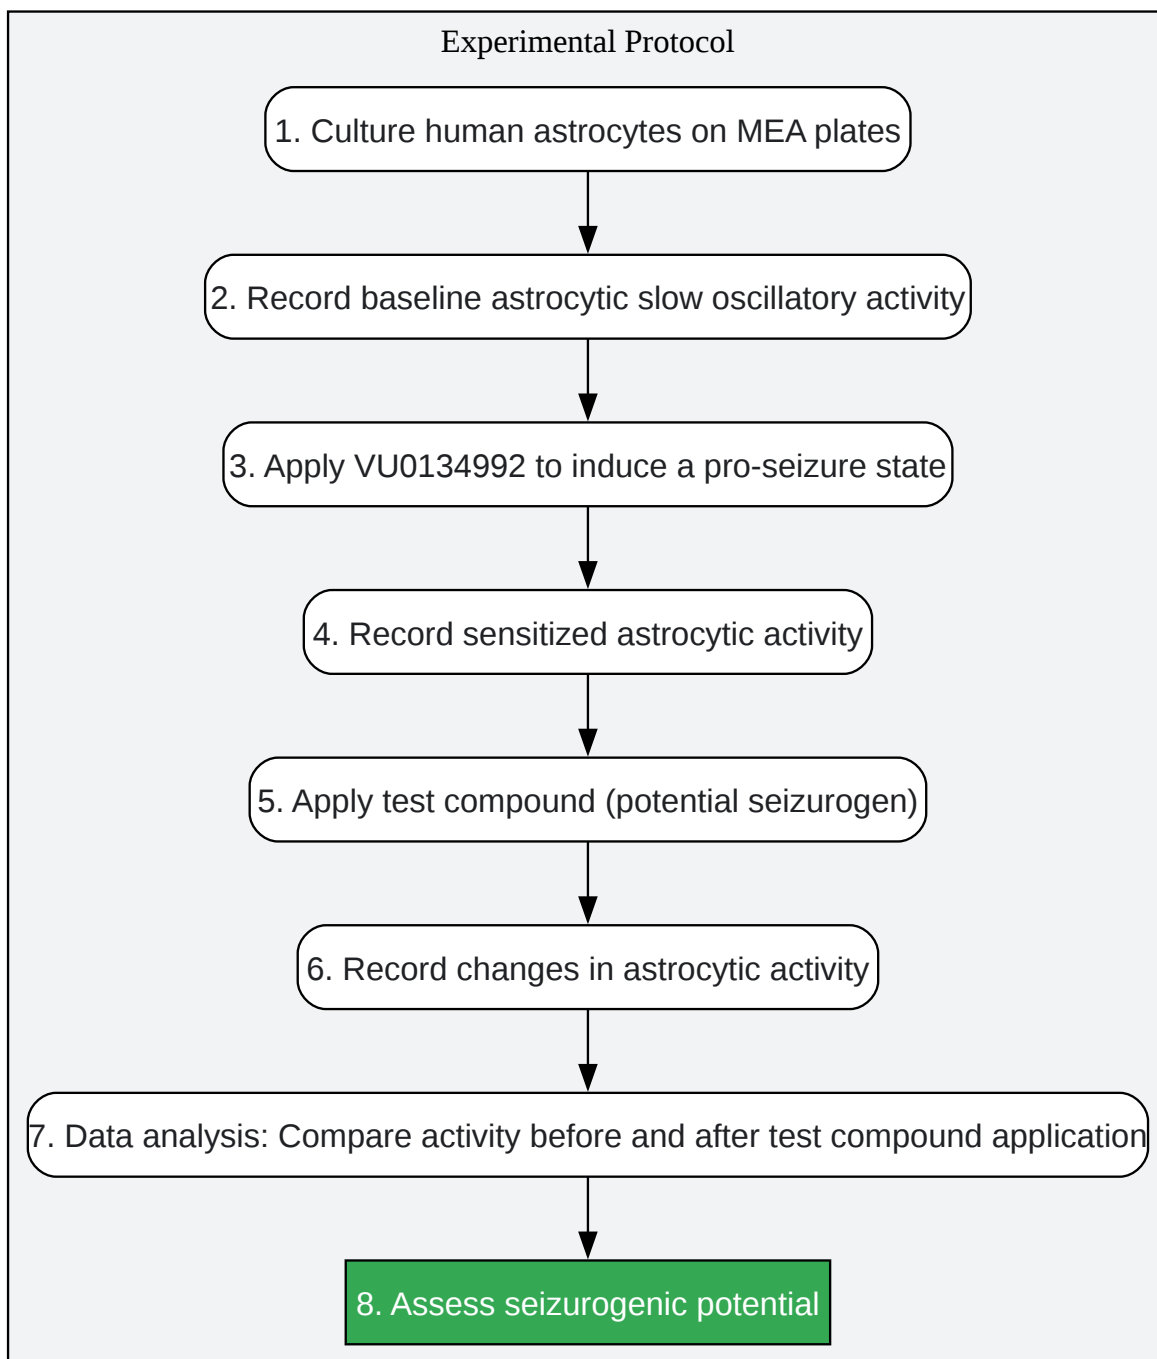 Experimental Protocol
1. Culture human astrocytes on MEA plates
2. Record baseline astrocytic slow oscillatory activity
3. Apply VU0134992 to induce a pro-seizure state
4. Record sensitized astrocytic activity
5. Apply test compound (potential seizurogen)
6. Record changes in astrocytic activity
7. Data analysis: Compare activity before and after test compound application
8. Assess seizurogenic potential